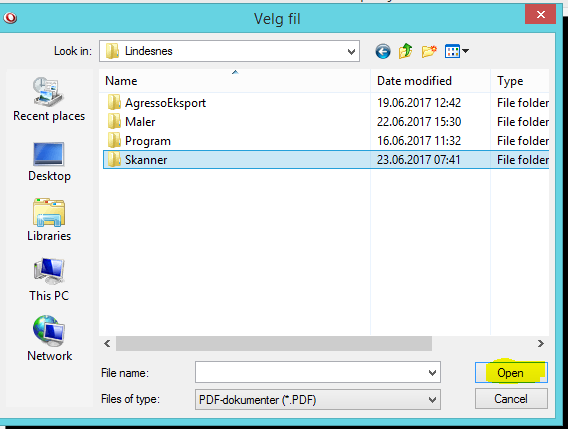 Velg fil
Look in: Lindesnes
Name Date modified Type
AgressoEksport 19.06.2017 12:42 File folder
Maler 22.06.2017 15:30 File folder
Program 16.06.2017 11:32 File folder
Skanner 23.06.2017 07:41 File folder
Recent places
Desktop
Libraries
This PC
Network
File name: Open
Files of type: PDF-dokumenter (*.PDF) Cancel